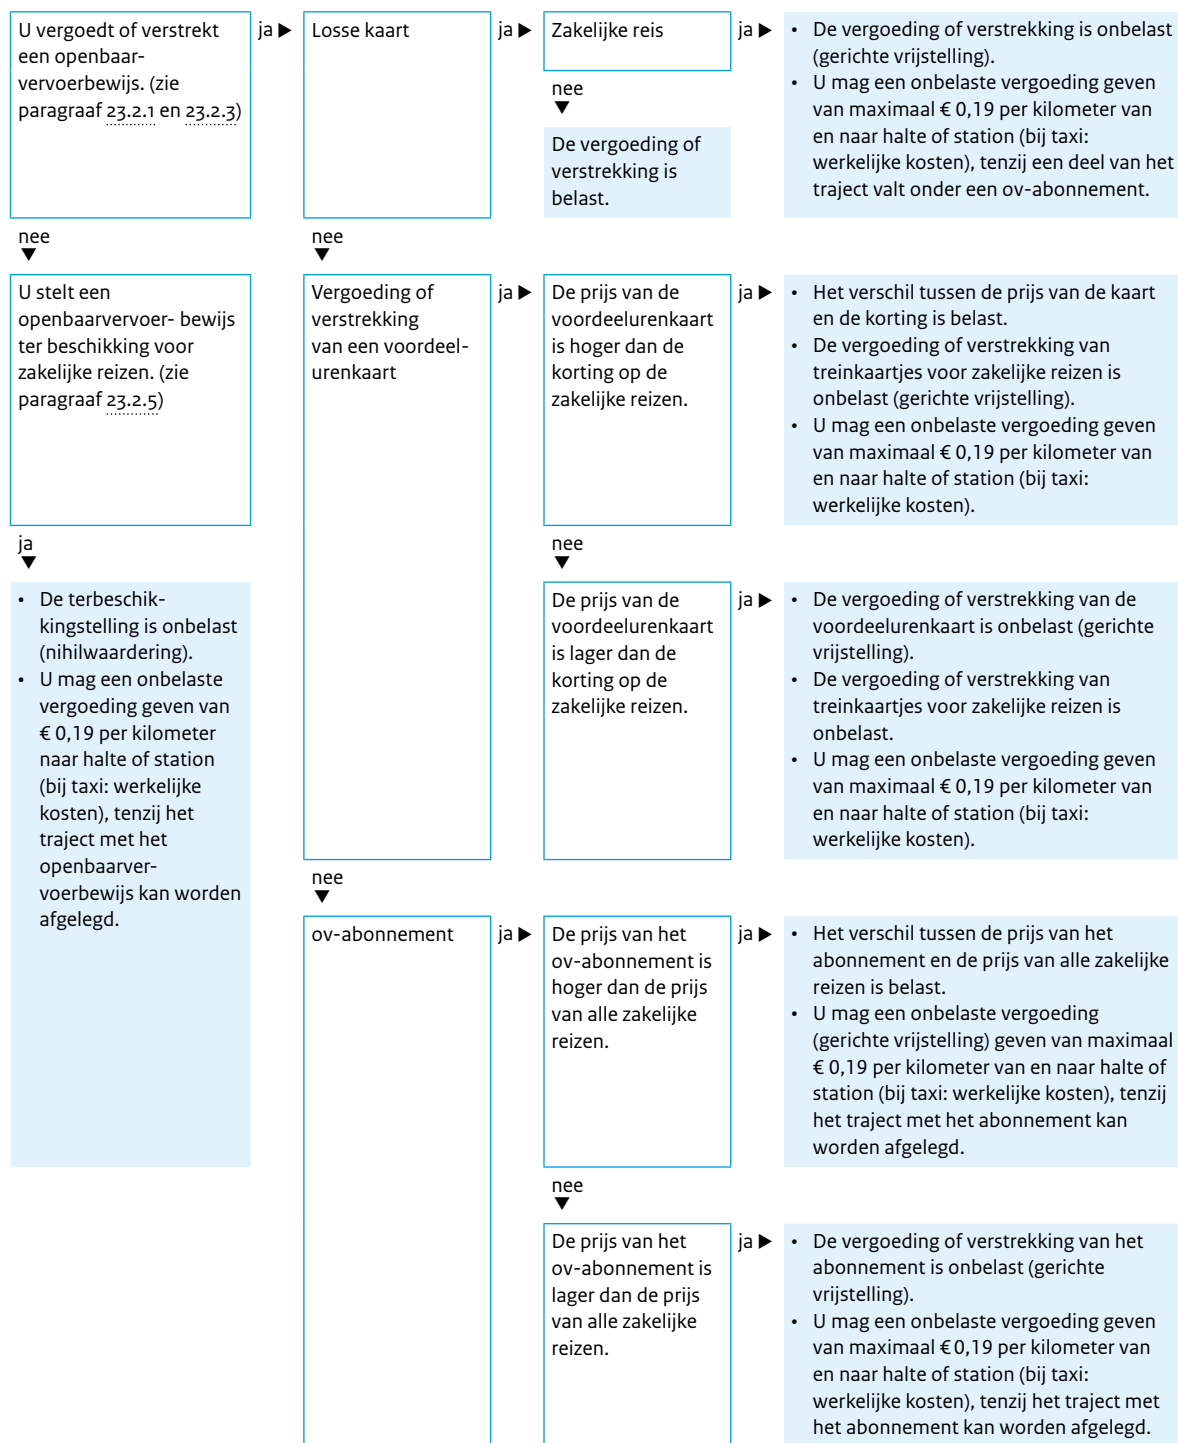 U vergoedt of verstrekt
een openbaar-
vervoerbewijs. (zie
paragraaf 23.2.1 en 23.2.3)
ja ▶
Losse kaart
ja ▶
Zakelijke reis
ja ▶
• De vergoeding of verstrekking is onbelast
(gerichte vrijstelling).
• U mag een onbelaste vergoeding geven
van maximaal € 0,19 per kilometer van
en naar halte of station (bij taxi:
werkelijke kosten), tenzij een deel van het
traject valt onder een ov-abonnement.
nee
▼
De vergoeding of
verstrekking is
belast.
nee
▼
nee
▼
U stelt een
openbaarvervoer- bewijs
ter beschikking voor
zakelijke reizen. (zie
paragraaf 23.2.5)
Vergoeding of
verstrekking
van een voordeel-
urenkaart
ja ▶
De prijs van de
voordeelurenkaart
is hoger dan de
korting op de
zakelijke reizen.
ja ▶
• Het verschil tussen de prijs van de kaart
en de korting is belast.
• De vergoeding of verstrekking van
treinkaartjes voor zakelijke reizen is
onbelast (gerichte vrijstelling).
• U mag een onbelaste vergoeding geven
van maximaal € 0,19 per kilometer van
en naar halte of station (bij taxi:
werkelijke kosten).
ja
▼
nee
▼
• De terbeschik-
kingstelling is onbelast
(nihilwaardering).
• U mag een onbelaste
vergoeding geven van
€ 0,19 per kilometer
naar halte of station
(bij taxi: werkelijke
kosten), tenzij het
traject met het
openbaarver-
voerbewijs kan worden
afgelegd.
De prijs van de
voordeelurenkaart
is lager dan de
korting op de
zakelijke reizen.
ja ▶
• De vergoeding of verstrekking van de
voordeelurenkaart is onbelast (gerichte
vrijstelling).
• De vergoeding of verstrekking van
treinkaartjes voor zakelijke reizen is
onbelast.
• U mag een onbelaste vergoeding geven
van maximaal € 0,19 per kilometer van
en naar halte of station (bij taxi:
werkelijke kosten).
nee
▼
ov-abonnement
ja ▶
De prijs van het
ov-abonnement is
hoger dan de prijs
van alle zakelijke
reizen.
ja ▶
• Het verschil tussen de prijs van het
abonnement en de prijs van alle zakelijke
reizen is belast.
• U mag een onbelaste vergoeding
(gerichte vrijstelling) geven van maximaal
€ 0,19 per kilometer van en naar halte of
station (bij taxi: werkelijke kosten), tenzij
het traject met het abonnement kan
worden afgelegd.
nee
▼
De prijs van het
ov-abonnement is
lager dan de prijs
van alle zakelijke
reizen.
ja ▶
• De vergoeding of verstrekking van het
abonnement is onbelast (gerichte
vrijstelling).
• U mag een onbelaste vergoeding geven
van maximaal € 0,19 per kilometer van
en naar halte of station (bij taxi:
werkelijke kosten), tenzij het traject met
het abonnement kan worden afgelegd.